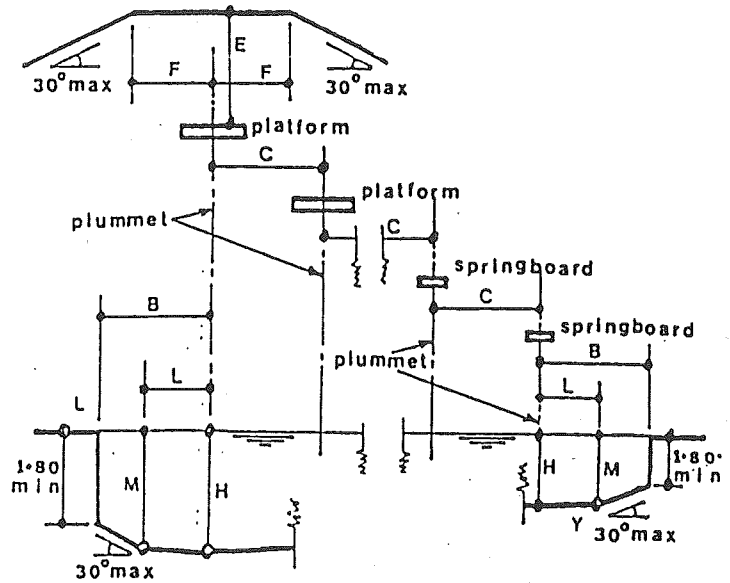 E
F F
30° max 30° max
platform
C
platform
plummet
C
springboard
C
B
springboard
plummet
B
L L
L
1·80 min
M
H
H
M
1·80· min
Y
30° max
30° max